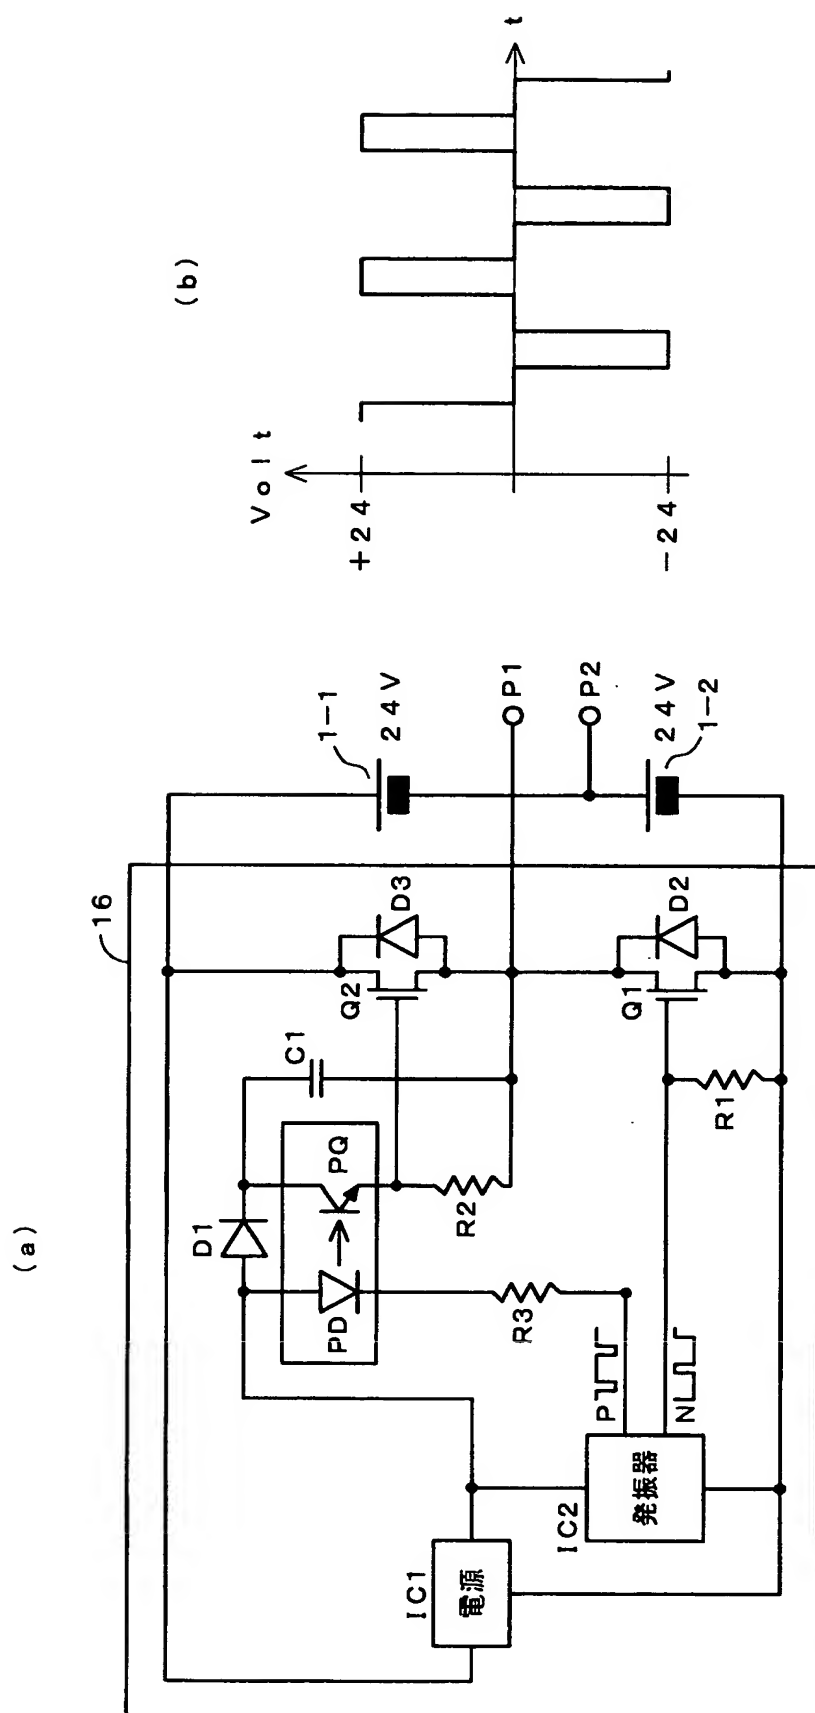 (a)
16
IC1
電源
IC2
発振器
P
N
PD
PQ
D1
C1
R3
R2
R1
Q2
D3
Q1
D2
1-1
24V
P1
P2
24V
1-2
(b)
Volt
+24
-24
t